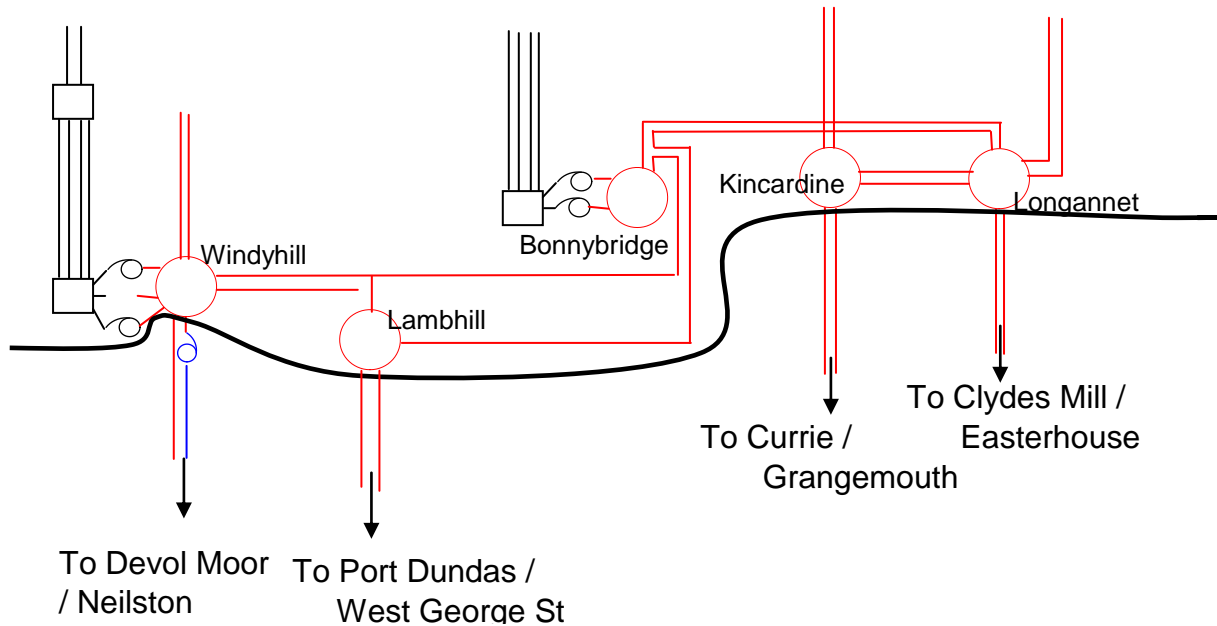 Kincardine
Longannet
Bonnybridge
Windyhill
Lambhill
To Clydes Mill /
Easterhouse
To Currie /
Grangemouth
To Devol Moor
/ Neilston
To Port Dundas /
West George St